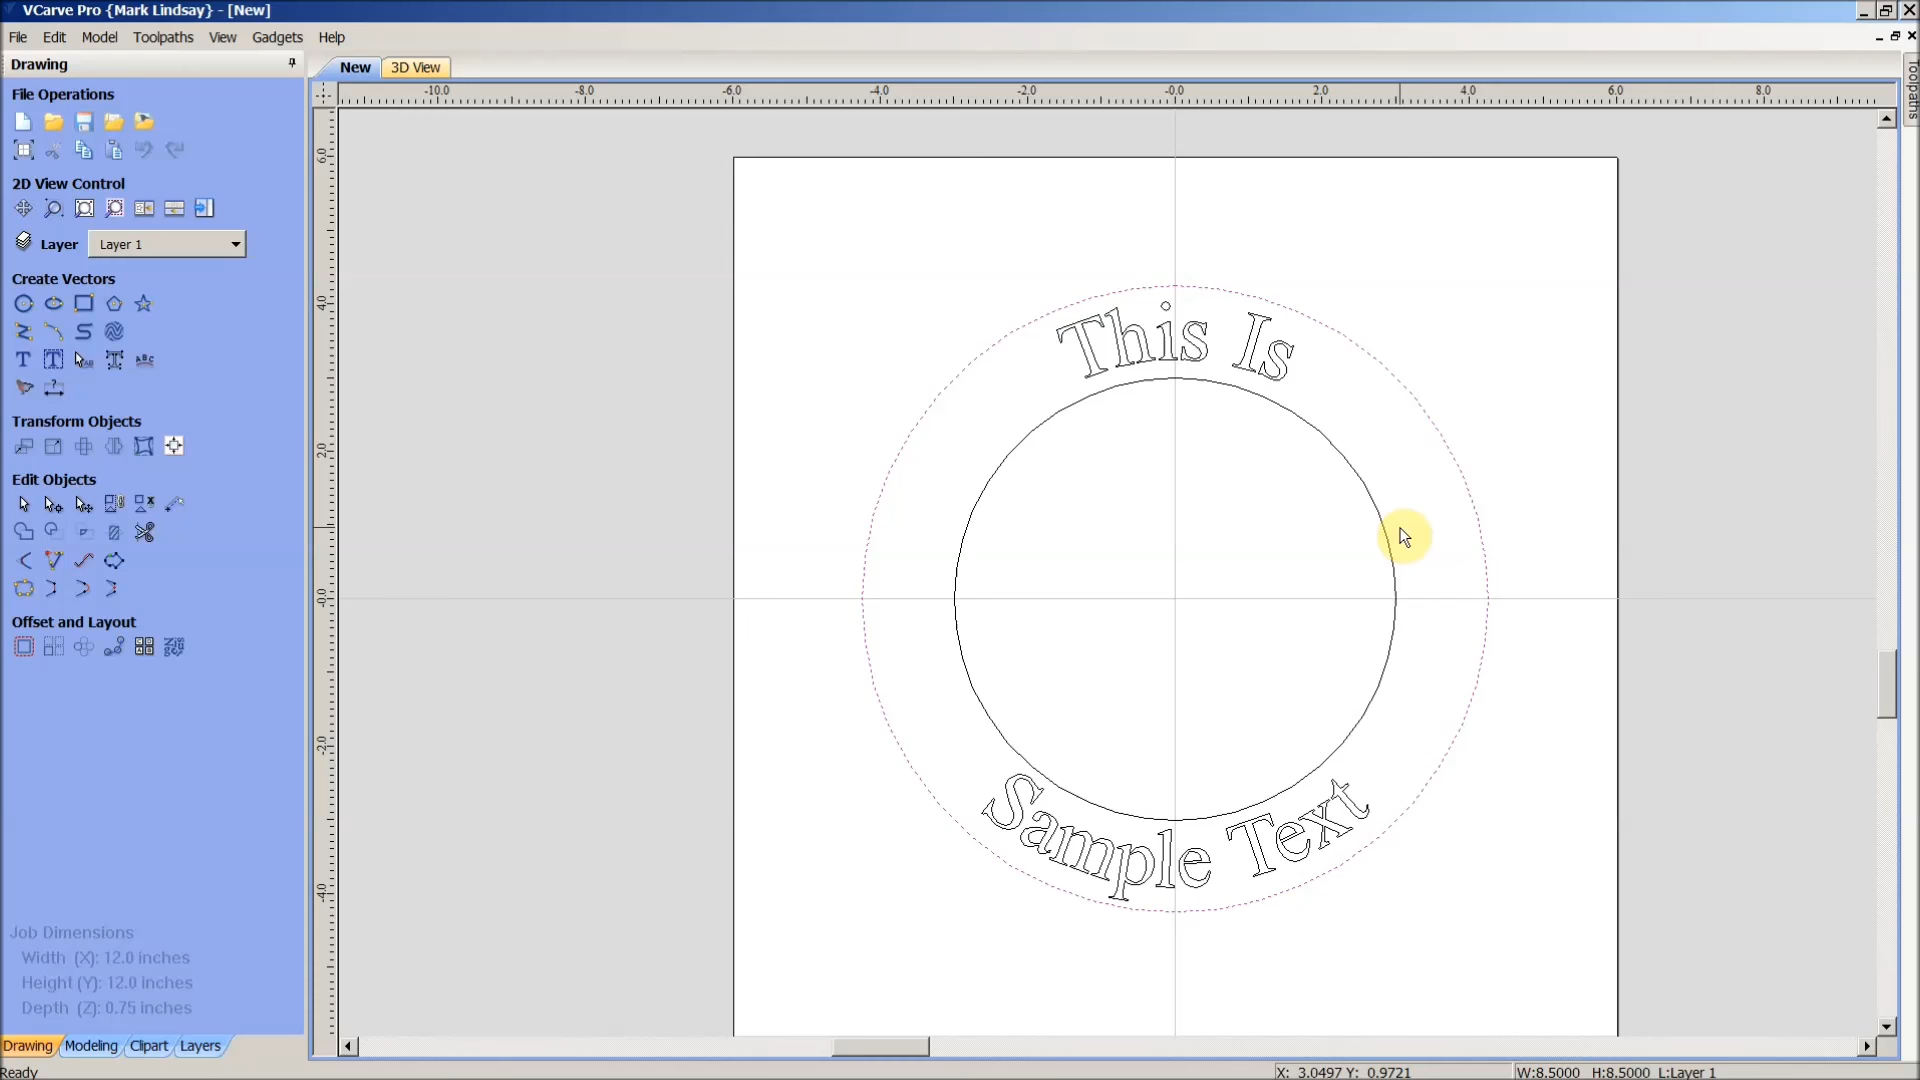 VCarve Pro {Mark Lindsay} - [New]
File Edit Model Toolpaths View Gadgets Help
Drawing
New 3D View
Toolpaths
File Operations
2D View Control
Layer Layer 1
Create Vectors
Transform Objects
Edit Objects
Offset and Layout
Job Dimensions
Width (X): 12.0 inches
Height (Y): 12.0 inches
Depth (Z): 0.75 inches
Drawing Modeling Clipart Layers
-10.0 -8.0 -6.0 -4.0 -2.0 -0.0 2.0 4.0 6.0 8.0
6.0
4.0
2.0
-0.0
-2.0
-4.0
This Is
Sample Text
Ready
X: 3.0497 Y: 0.9721
W:8.5000 H:8.5000 L:Layer 1